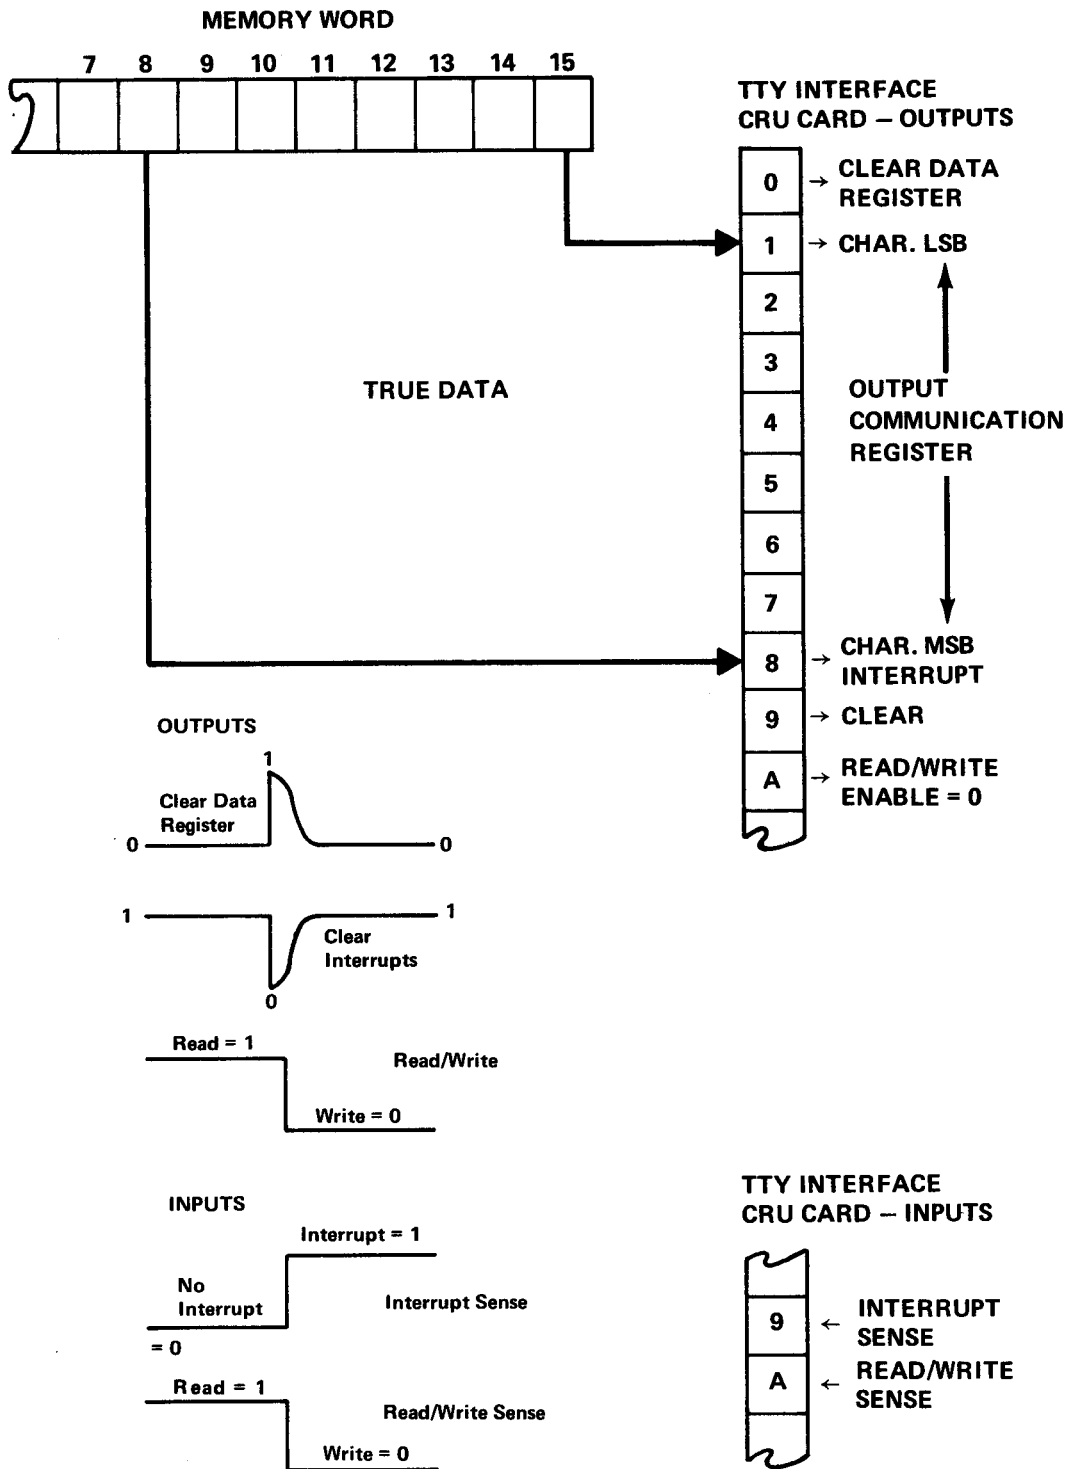 MEMORY WORD
7 8 9 10 11 12 13 14 15
TTY INTERFACE
CRU CARD – OUTPUTS
0 → CLEAR DATA
REGISTER
1 → CHAR. LSB
2
3
TRUE DATA
4
5
6
7
OUTPUT
COMMUNICATION
REGISTER
8 → CHAR. MSB
INTERRUPT
9 → CLEAR
A → READ/WRITE
ENABLE = 0
OUTPUTS
1
Clear Data
Register
0 0
1 1
Clear
Interrupts
0
Read = 1
Read/Write
Write = 0
INPUTS
Interrupt = 1
No
Interrupt
= 0
Interrupt Sense
Read = 1
Read/Write Sense
Write = 0
TTY INTERFACE
CRU CARD – INPUTS
9 ← INTERRUPT
SENSE
A ← READ/WRITE
SENSE